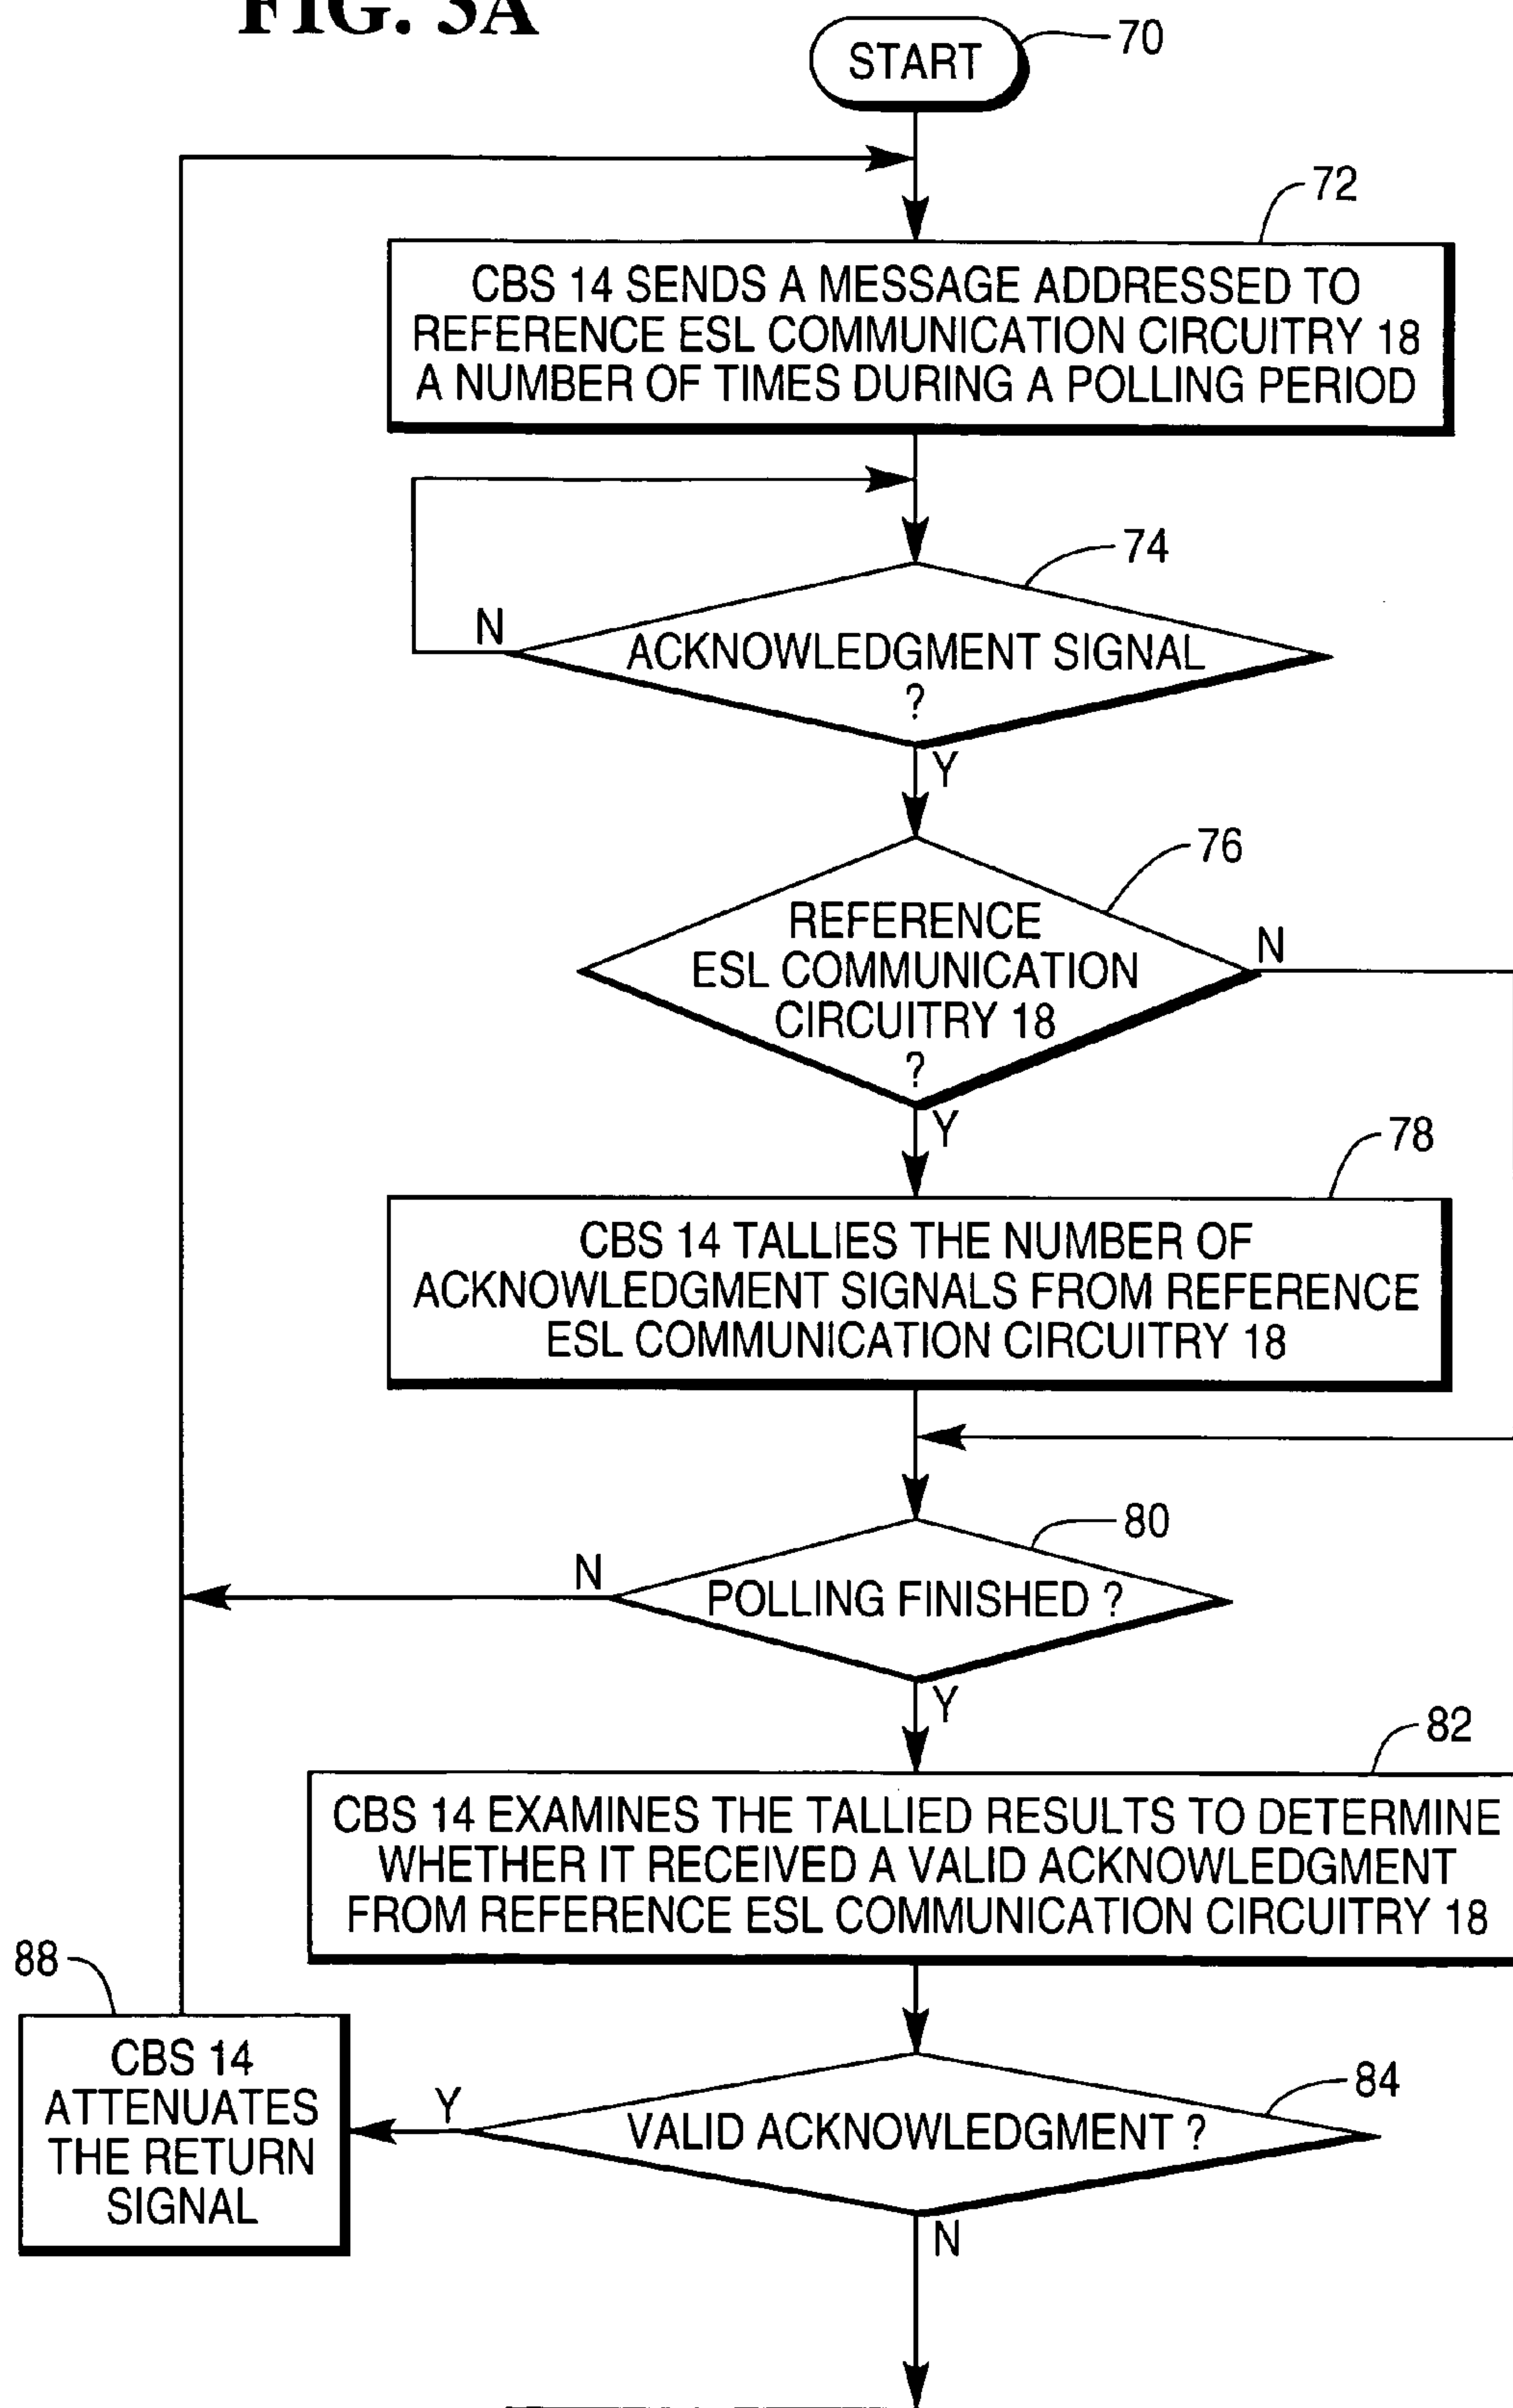 FIG. 3A
START
70
72
CBS 14 SENDS A MESSAGE ADDRESSED TO
REFERENCE ESL COMMUNICATION CIRCUITRY 18
A NUMBER OF TIMES DURING A POLLING PERIOD
74
N
ACKNOWLEDGMENT SIGNAL
?
Y
76
REFERENCE
ESL COMMUNICATION
CIRCUITRY 18
?
N
Y
78
CBS 14 TALLIES THE NUMBER OF
ACKNOWLEDGMENT SIGNALS FROM REFERENCE
ESL COMMUNICATION CIRCUITRY 18
80
N
POLLING FINISHED ?
Y
82
CBS 14 EXAMINES THE TALLIED RESULTS TO DETERMINE
WHETHER IT RECEIVED A VALID ACKNOWLEDGMENT
FROM REFERENCE ESL COMMUNICATION CIRCUITRY 18
88
CBS 14
ATTENUATES
THE RETURN
SIGNAL
Y
84
VALID ACKNOWLEDGMENT ?
N